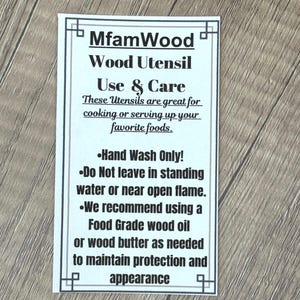 MfamWood
Wood Utensil
Use & Care
These Utensils are great for
cooking or serving up your
favorite foods.
•Hand Wash Only!
•Do Not leave in standing
water or near open flame.
•We recommend using a
Food Grade wood oil
or wood butter as needed
to maintain protection and
appearance